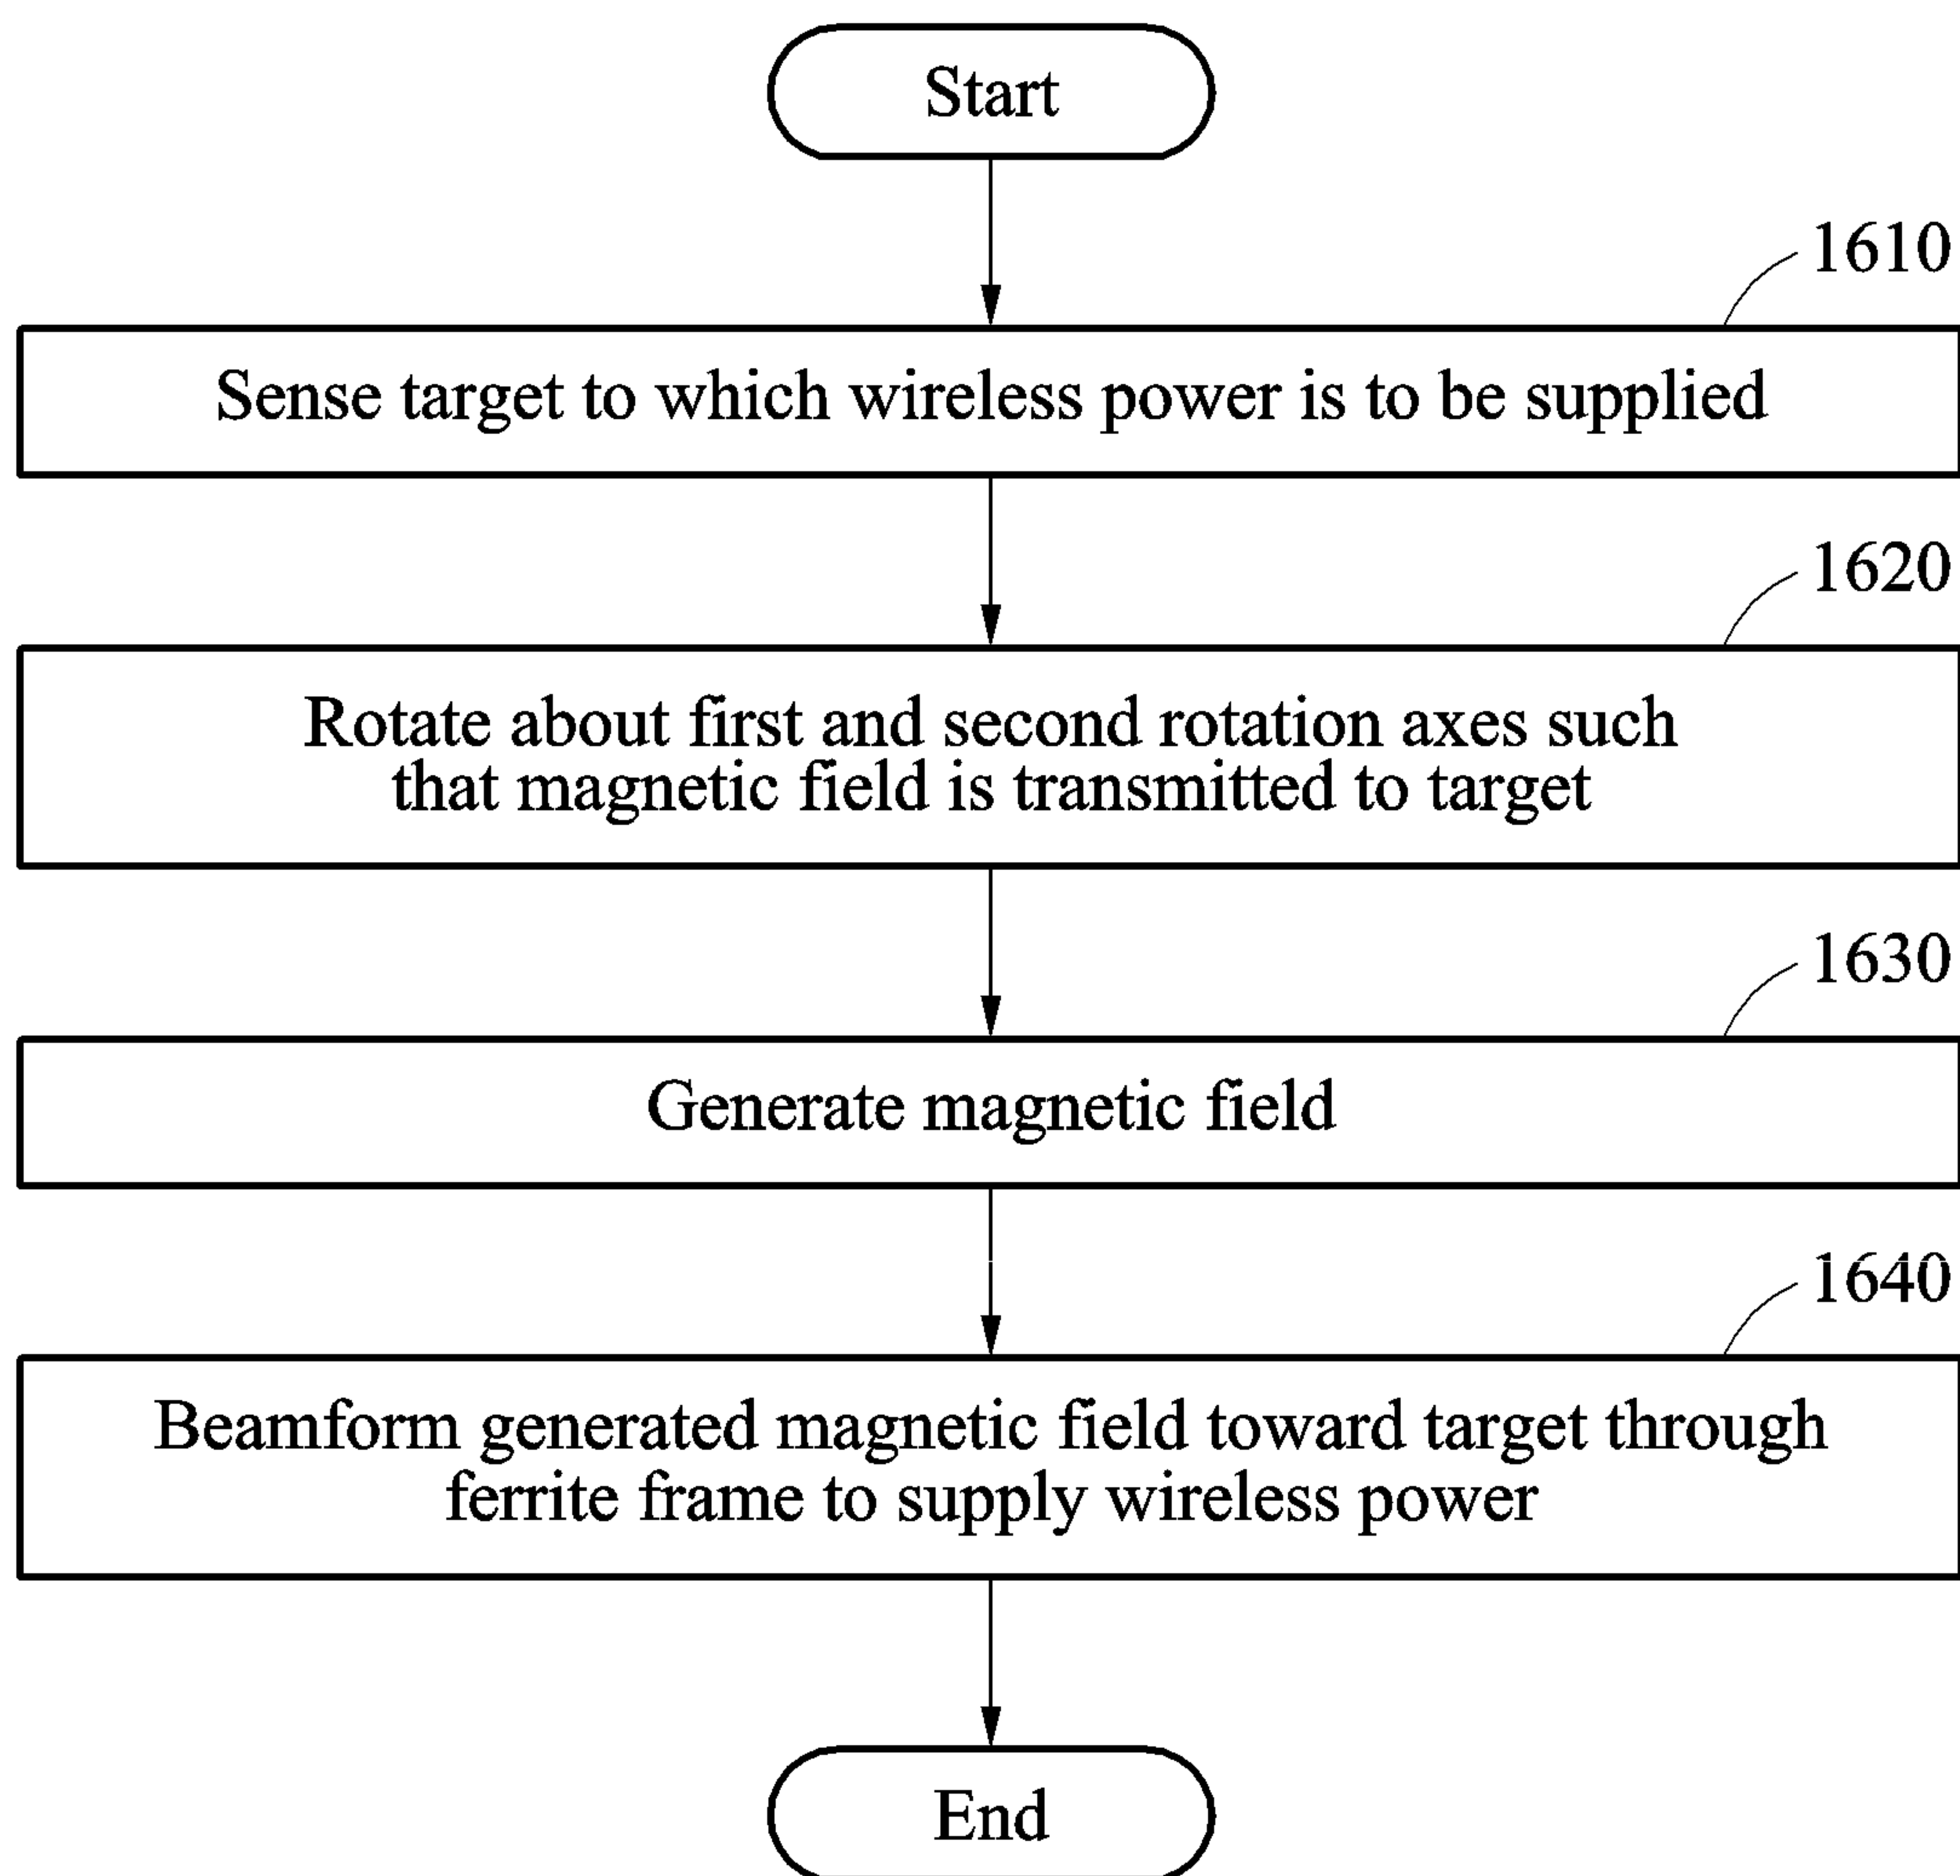 Start
1610
Sense target to which wireless power is to be supplied
1620
Rotate about first and second rotation axes such
that magnetic field is transmitted to target
1630
Generate magnetic field
1640
Beamform generated magnetic field toward target through
ferrite frame to supply wireless power
End